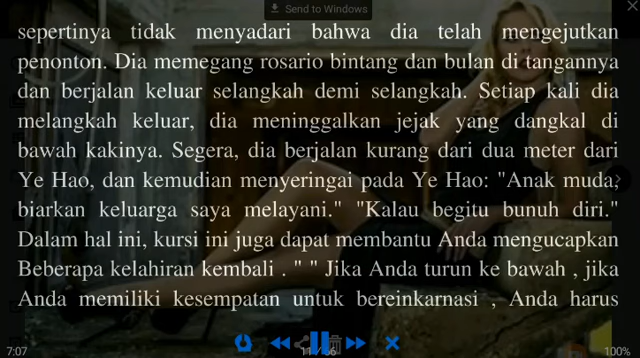 Send to Windows
sepertinya tidak menyadari bahwa dia telah mengejutkan
penonton. Dia memegang rosario bintang dan bulan di tangannya
dan berjalan keluar selangkah demi selangkah. Setiap kali dia
melangkah keluar, dia meninggalkan jejak yang dangkal di
bawah kakinya. Segera, dia berjalan kurang dari dua meter dari
Ye Hao, dan kemudian menyeringai pada Ye Hao: "Anak muda,
biarkan keluarga saya melayani." "Kalau begitu bunuh diri."
Dalam hal ini, kursi ini juga dapat membantu Anda mengucapkan
Beberapa kelahiran kembali . " " Jika Anda turun ke bawah , jika
Anda memiliki kesempatan untuk bereinkarnasi , Anda harus
7:07
100%